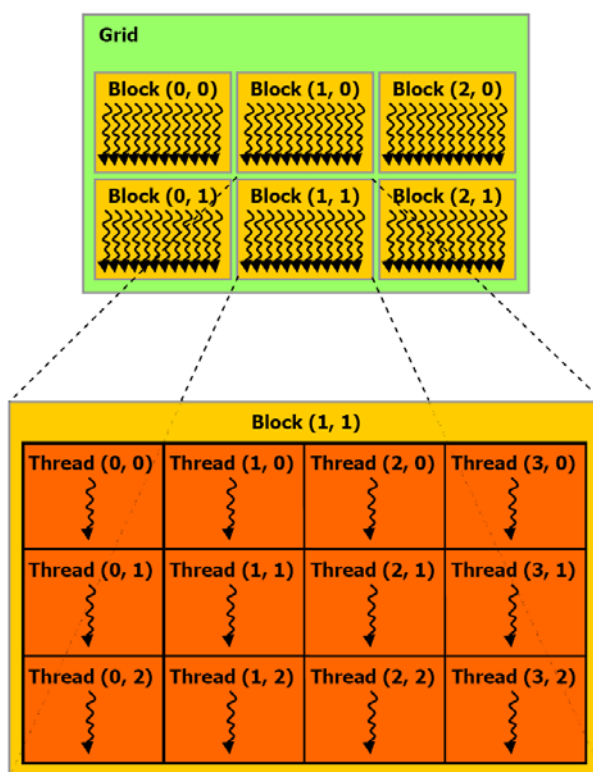 Grid
Block (0, 0) Block (1, 0) Block (2, 0)
Block (0, 1) Block (1, 1) Block (2, 1)
Block (1, 1)
Thread (0, 0) Thread (1, 0) Thread (2, 0) Thread (3, 0)
Thread (0, 1) Thread (1, 1) Thread (2, 1) Thread (3, 1)
Thread (0, 2) Thread (1, 2) Thread (2, 2) Thread (3, 2)